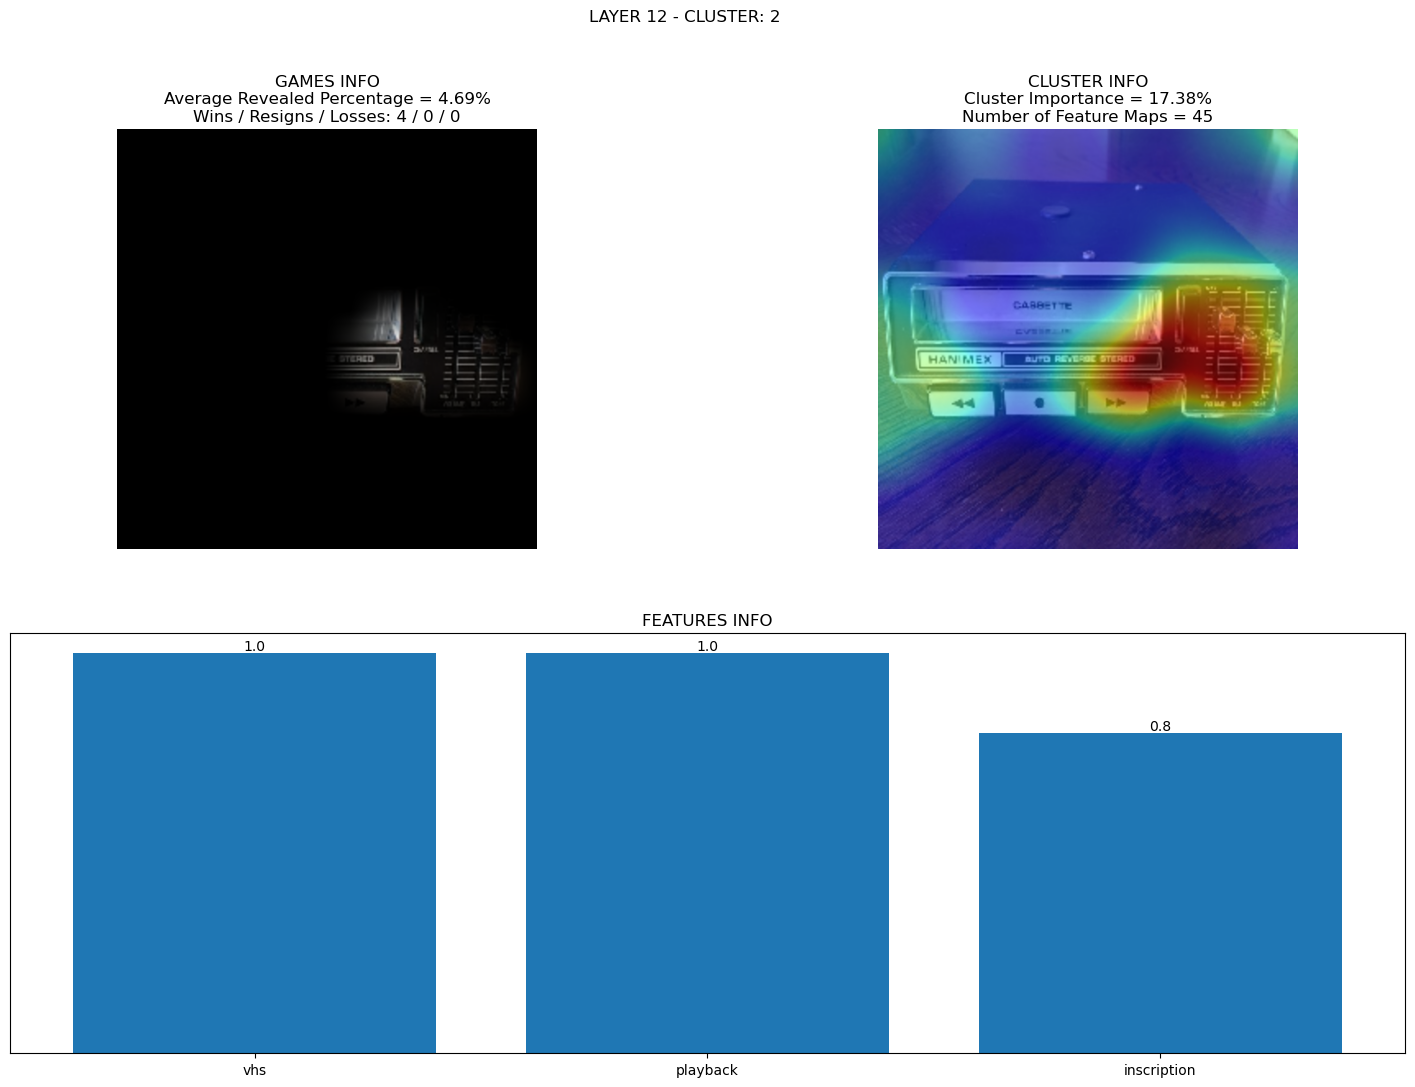 LAYER 12 - CLUSTER: 2
GAMES INFO
Average Revealed Percentage = 4.69%
Wins / Resigns / Losses: 4 / 0 / 0
CLUSTER INFO
Cluster Importance = 17.38%
Number of Feature Maps = 45
STERED
CASSETTE
HANIMEX
AUTO REVERSE STEREO
FEATURES INFO
1.0
1.0
0.8
vhs
playback
inscription